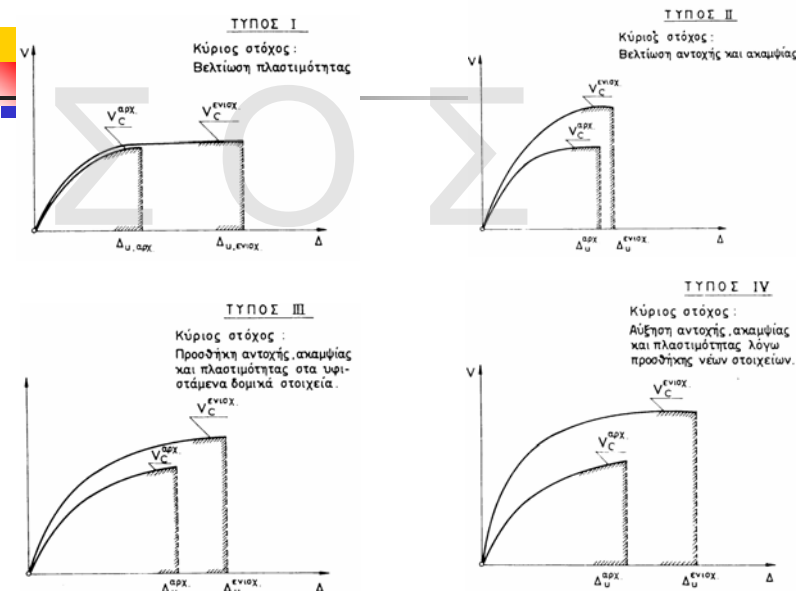 ΤΥΠΟΣ I
Κύριος στόχος :
Βελτίωση πλαστιμότητας
V
V_C^αρχ.
V_C^ενισχ.
Δ_u,αρχ.
Δ_u,ενισχ.
Δ
ΤΥΠΟΣ II
Κύριος στόχος :
Βελτίωση αντοχής και ακαμψίας
V
V_C^ενισχ.
V_C^αρχ.
Δ_u^αρχ.
Δ_u^ενισχ.
Δ
ΣΟΣ
ΤΥΠΟΣ III
Κύριος στόχος :
Προσθήκη αντοχής, ακαμψίας
και πλαστιμότητας στα υφι-
στάμενα δομικά στοιχεία.
V_C^ενισχ.
V_C^αρχ.
Δ_u^αρχ.
Δ_u^ενισχ.
Δ
ΤΥΠΟΣ IV
Κύριος στόχος :
Αύξηση αντοχής, ακαμψίας
και πλαστιμότητας λόγω
προσθήκης νέων στοιχείων.
V
V_C^ενισχ.
V_C^αρχ.
Δ_u^αρχ.
Δ_u^ενισχ.
Δ